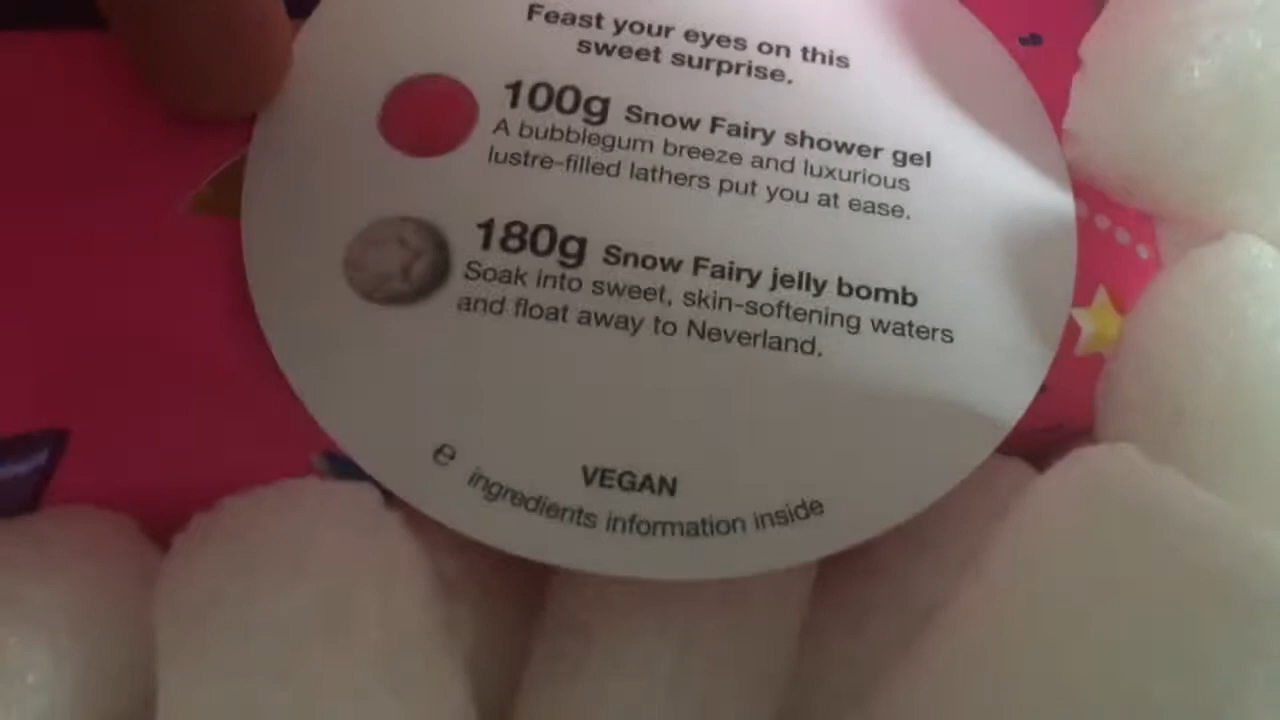 Feast your eyes on this
sweet surprise.
100g Snow Fairy shower gel
A bubblegum breeze and luxurious
lustre-filled lathers put you at ease.
180g Snow Fairy jelly bomb
Soak into sweet, skin-softening waters
and float away to Neverland.
VEGAN
e ingredients information inside